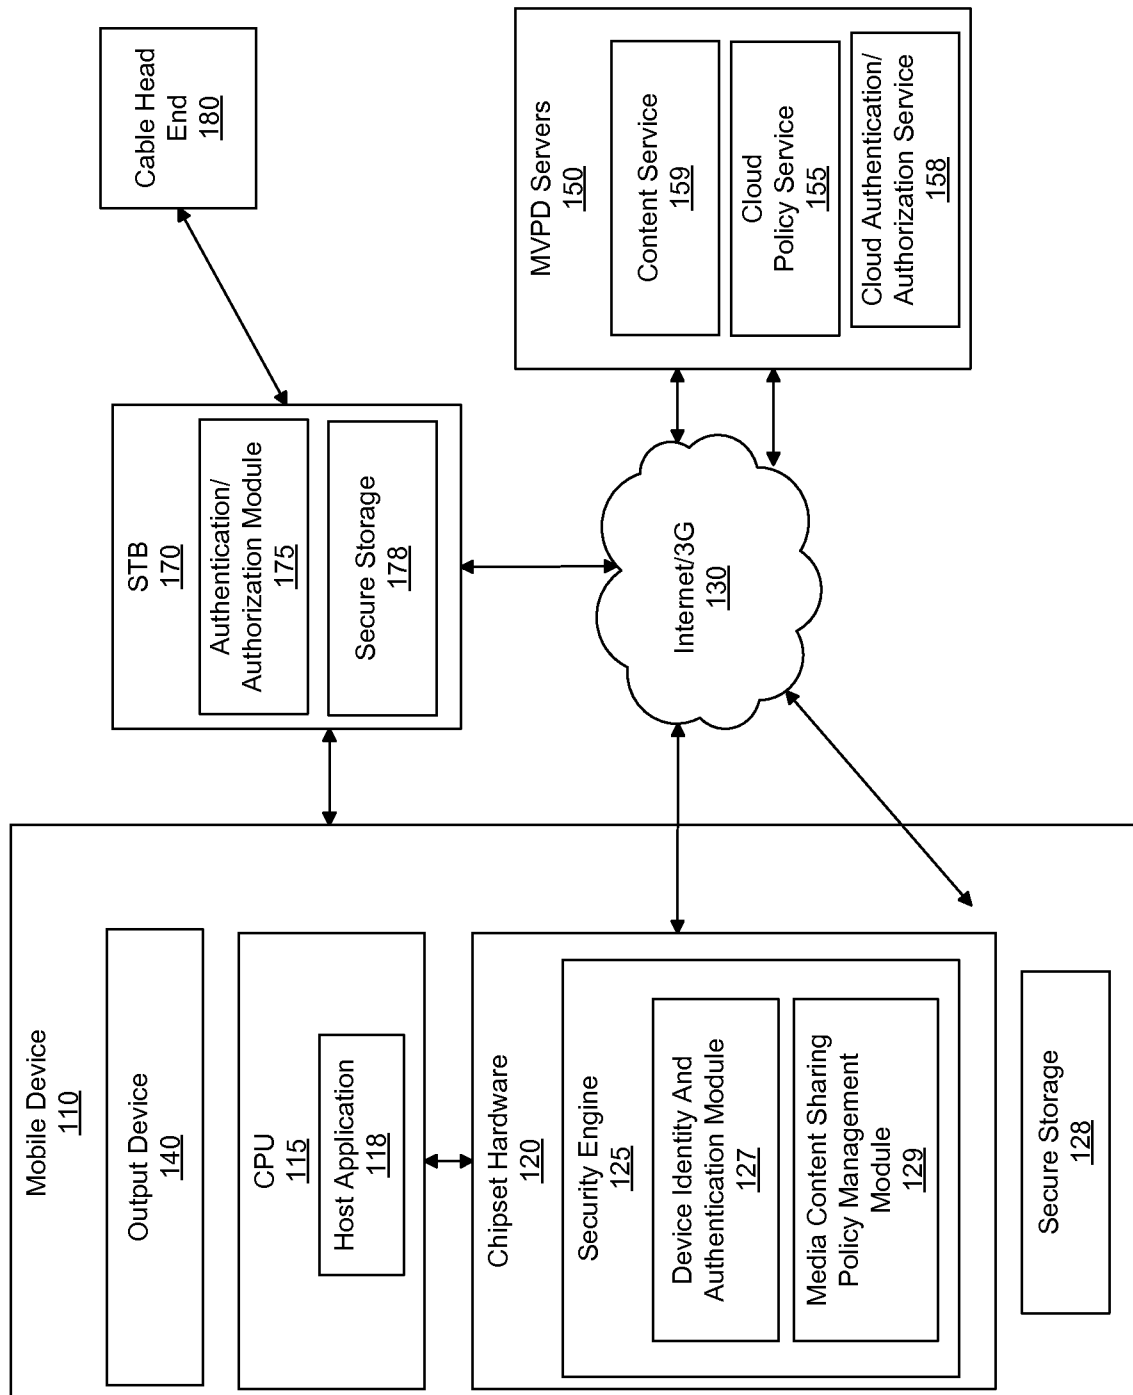 Mobile Device
110
Output Device
140
CPU
115
Host Application
118
Chipset Hardware
120
Security Engine
125
Device Identity And
Authentication Module
127
Media Content Sharing
Policy Management
Module
129
Secure Storage
128
STB
170
Authentication/
Authorization Module
175
Secure Storage
178
Internet/3G
130
Cable Head
End
180
MVPD Servers
150
Content Service
159
Cloud
Policy Service
155
Cloud Authentication/
Authorization Service
158